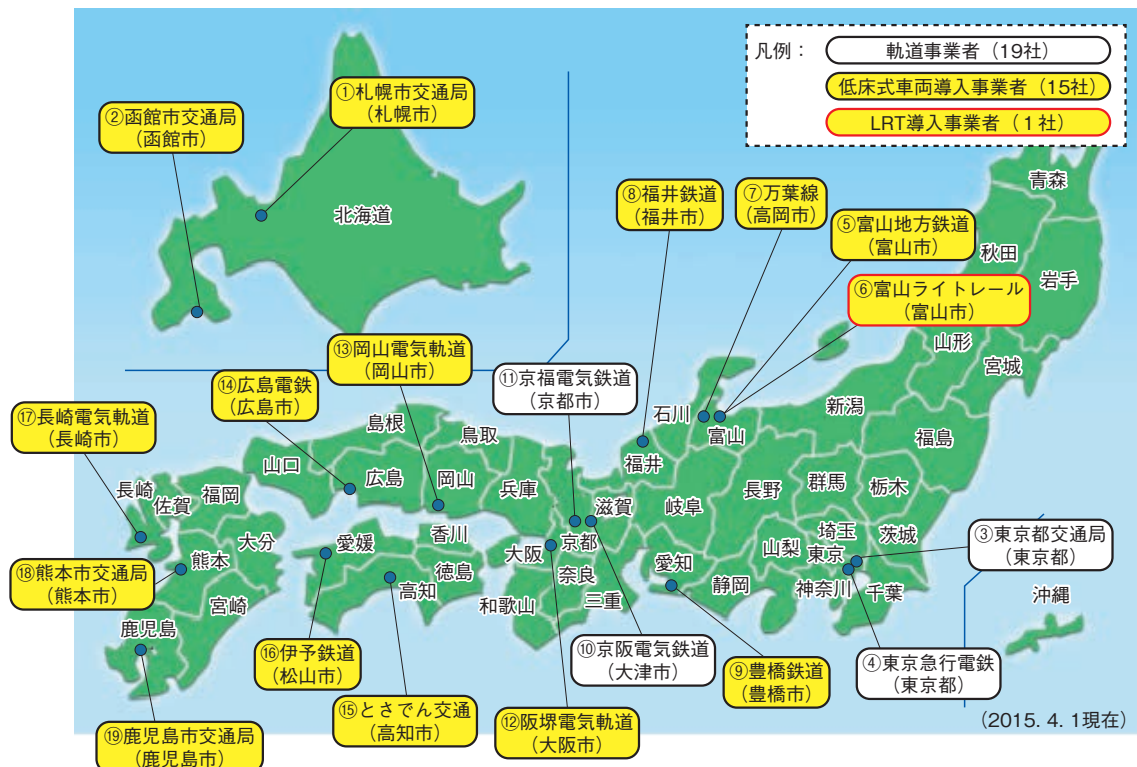 凡例：
軌道事業者（19社）
低床式車両導入事業者（15社）
LRT導入事業者（１社）
①札幌市交通局
（札幌市）
②函館市交通局
（函館市）
北海道
⑧福井鉄道
（福井市）
⑦万葉線
（高岡市）
⑤富山地方鉄道
（富山市）
⑥富山ライトレール
（富山市）
青森
秋田
岩手
山形
宮城
⑬岡山電気軌道
（岡山市）
⑪京福電気鉄道
（京都市）
⑭広島電鉄
（広島市）
⑰長崎電気軌道
（長崎市）
石川
富山
新潟
福島
福井
島根
鳥取
山口
広島
岡山
兵庫
滋賀
岐阜
長野
群馬
栃木
長崎
佐賀
福岡
大分
愛媛
香川
大阪
京都
愛知
山梨
埼玉
東京
茨城
③東京都交通局
（東京都）
⑱熊本市交通局
（熊本市）
熊本
宮崎
高知
徳島
和歌山
奈良
三重
静岡
神奈川
千葉
沖縄
鹿児島
⑯伊予鉄道
（松山市）
⑩京阪電気鉄道
（大津市）
⑨豊橋鉄道
（豊橋市）
④東京急行電鉄
（東京都）
⑮とさでん交通
（高知市）
⑫阪堺電気軌道
（大阪市）
⑲鹿児島市交通局
（鹿児島市）
（2015. 4. 1現在）